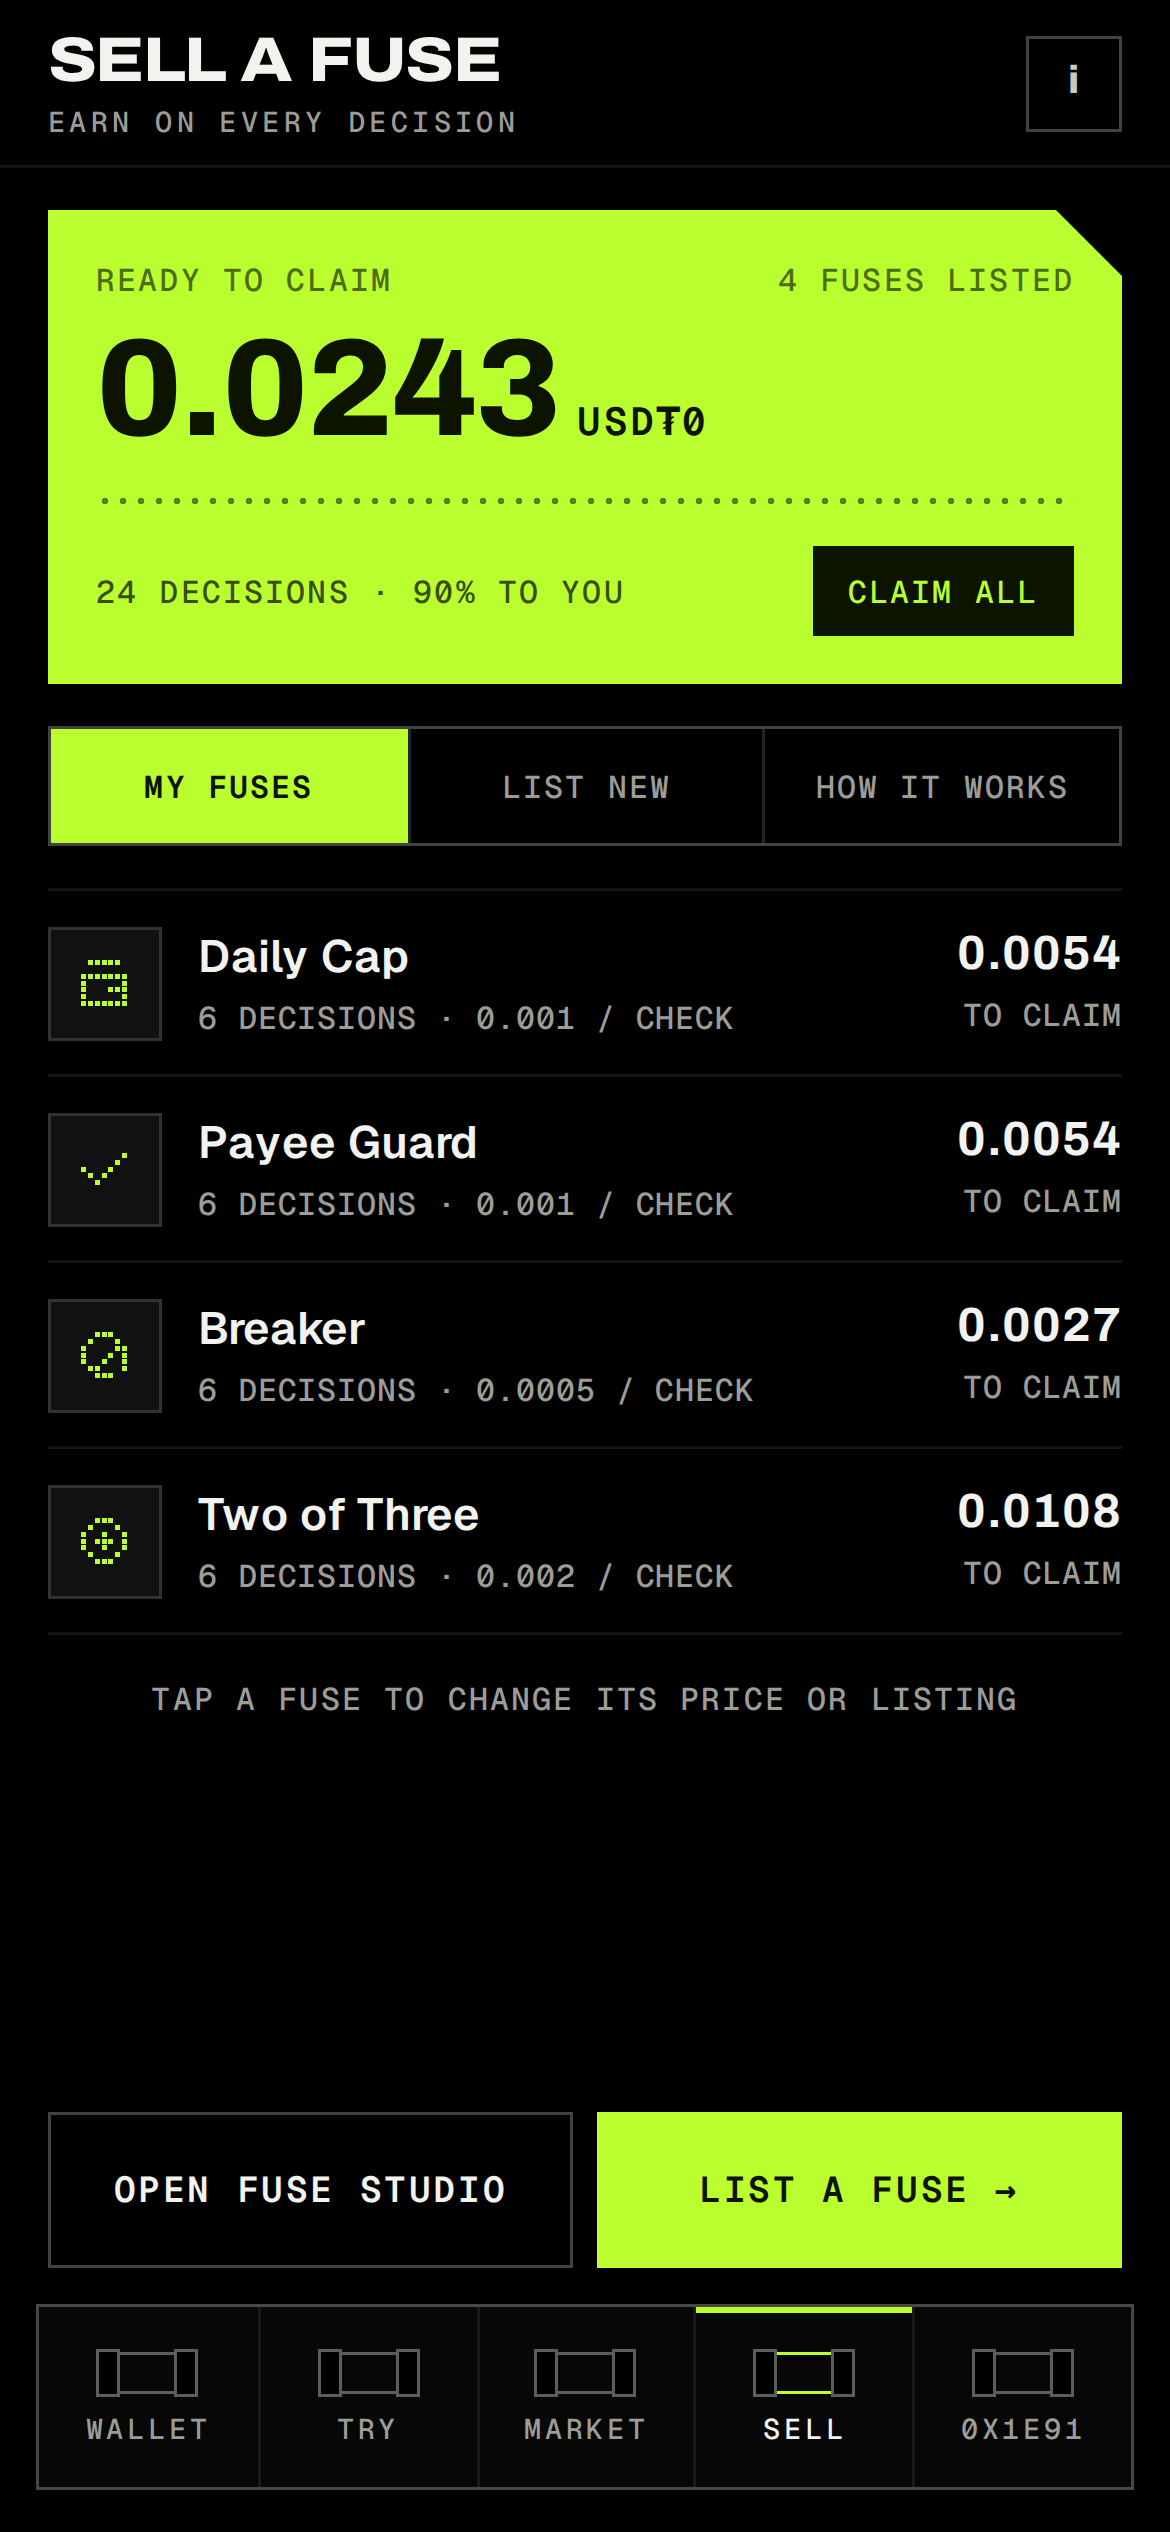 SELL A FUSE
EARN ON EVERY DECISION
i
READY TO CLAIM
4 FUSES LISTED
0.0243 USD₮0
24 DECISIONS · 90% TO YOU
CLAIM ALL
MY FUSES
LIST NEW
HOW IT WORKS
Daily Cap
0.0054
6 DECISIONS · 0.001 / CHECK
TO CLAIM
Payee Guard
0.0054
6 DECISIONS · 0.001 / CHECK
TO CLAIM
Breaker
0.0027
6 DECISIONS · 0.0005 / CHECK
TO CLAIM
Two of Three
0.0108
6 DECISIONS · 0.002 / CHECK
TO CLAIM
TAP A FUSE TO CHANGE ITS PRICE OR LISTING
OPEN FUSE STUDIO
LIST A FUSE →
WALLET
TRY
MARKET
SELL
0X1E91